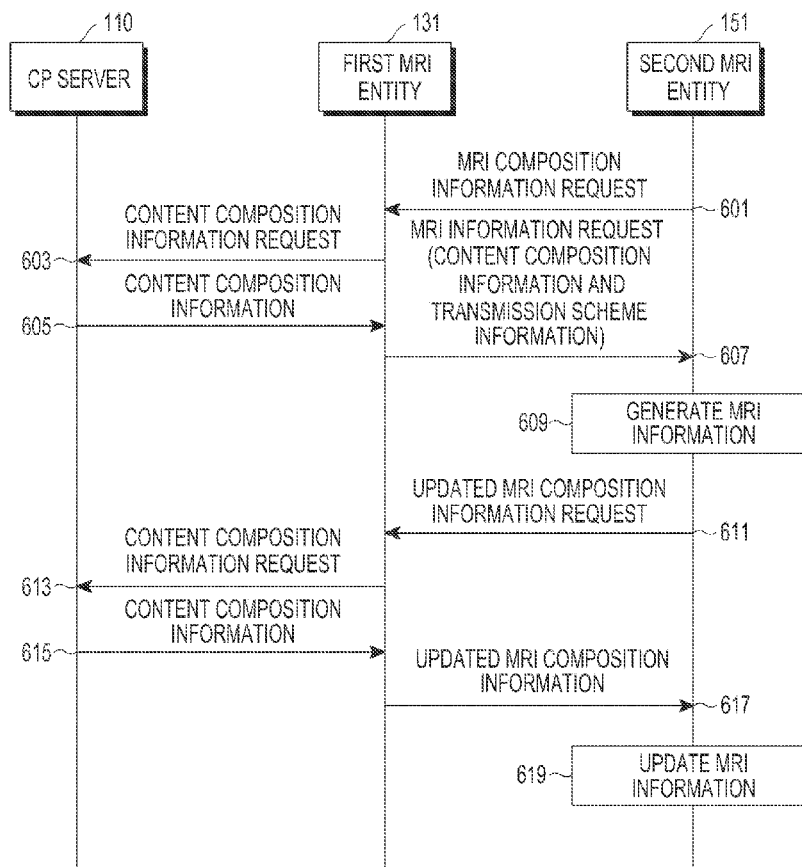 110
131
151
CP SERVER
FIRST MRI
ENTITY
SECOND MRI
ENTITY
MRI COMPOSITION
INFORMATION REQUEST
601
CONTENT COMPOSITION
INFORMATION REQUEST
603
MRI INFORMATION REQUEST
(CONTENT COMPOSITION
INFORMATION AND
TRANSMISSION SCHEME
INFORMATION)
CONTENT COMPOSITION
INFORMATION
605
607
609
GENERATE MRI
INFORMATION
UPDATED MRI COMPOSITION
INFORMATION REQUEST
611
CONTENT COMPOSITION
INFORMATION REQUEST
613
CONTENT COMPOSITION
INFORMATION
615
UPDATED MRI COMPOSITION
INFORMATION
617
619
UPDATE MRI
INFORMATION